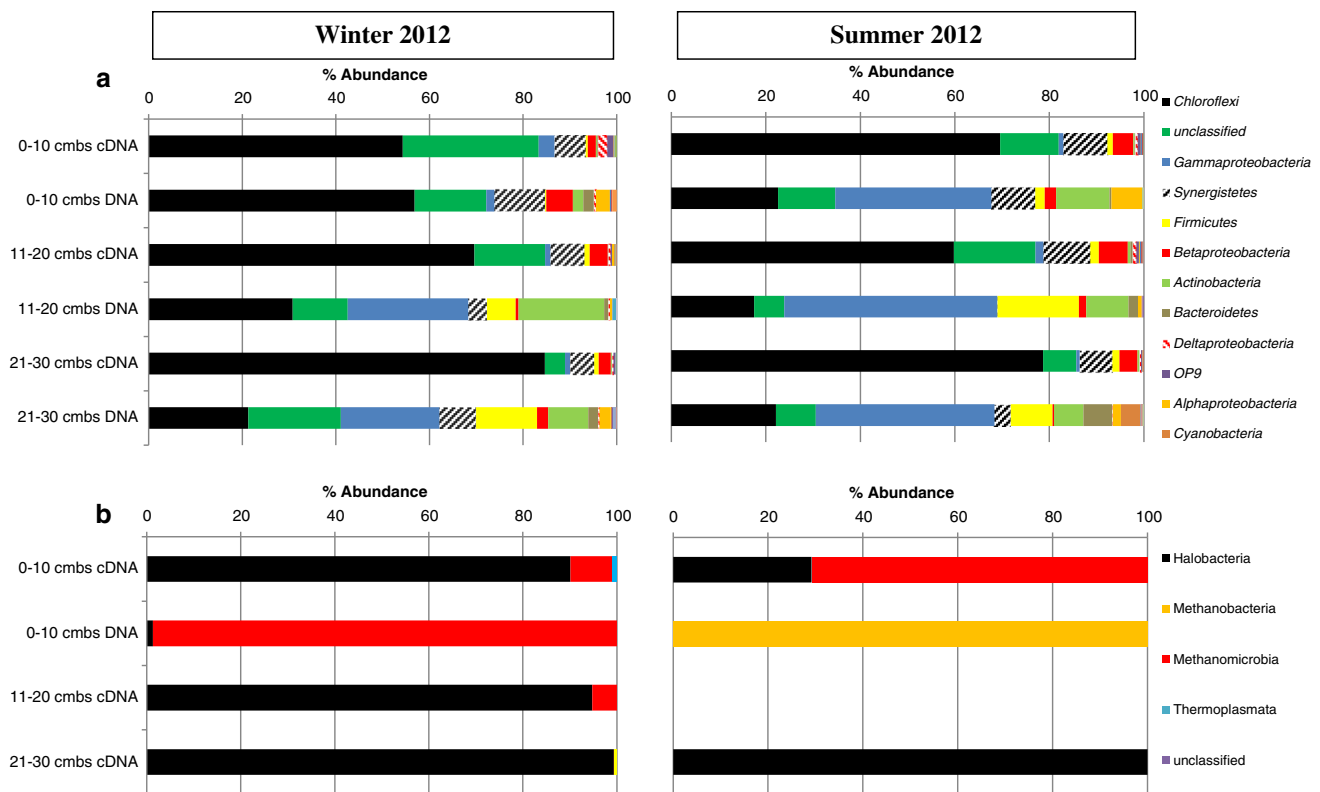 Winter 2012
Summer 2012
a
% Abundance
% Abundance
0 20 40 60 80 100
0 20 40 60 80 100
0-10 cmbs cDNA
0-10 cmbs DNA
11-20 cmbs cDNA
11-20 cmbs DNA
21-30 cmbs cDNA
21-30 cmbs DNA
Chloroflexi
unclassified
Gammaproteobacteria
Synergistetes
Firmicutes
Betaproteobacteria
Actinobacteria
Bacteroidetes
Deltaproteobacteria
OP9
Alphaproteobacteria
Cyanobacteria
b
% Abundance
% Abundance
0 20 40 60 80 100
0 20 40 60 80 100
0-10 cmbs cDNA
0-10 cmbs DNA
11-20 cmbs cDNA
21-30 cmbs cDNA
Halobacteria
Methanobacteria
Methanomicrobia
Thermoplasmata
unclassified